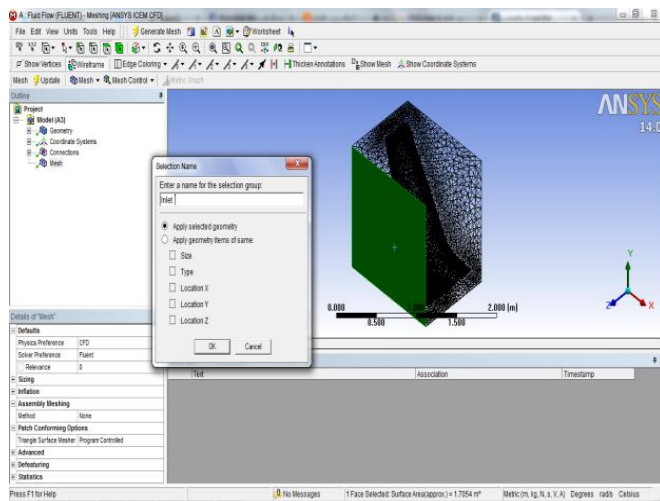 A : Fluid Flow (FLUENT) - Meshing [ANSYS ICEM CFD]
File Edit View Units Tools Help Generate Mesh Worksheet
Show Vertices Wireframe Edge Coloring Thicken Annotations Show Mesh Show Coordinate Systems
Mesh Update Mesh Mesh Control Metric Graph
Outline
Project
Model (A3)
Geometry
Coordinate Systems
Connections
Mesh
ANSYS
14.0
Selection Name
Enter a name for the selection group:
Inlet
Apply selected geometry
Apply geometry items of same:
Size
Type
Location X
Location Y
Location Z
OK Cancel
Y
Z X
0.000 2.000 (m)
0.500 1.500
Details of "Mesh"
Defaults
Physics Preference CFD
Solver Preference Fluent
Relevance 0
Sizing
Inflation
Assembly Meshing
Method None
Patch Conforming Options
Triangle Surface Mesher Program Controlled
Advanced
Defeaturing
Statistics
Text Association Timestamp
Press F1 for Help No Messages 1 Face Selected: Surface Area(approx.) = 1.7054 m² Metric (m, kg, N, s, V, A) Degrees rad/s Celsius